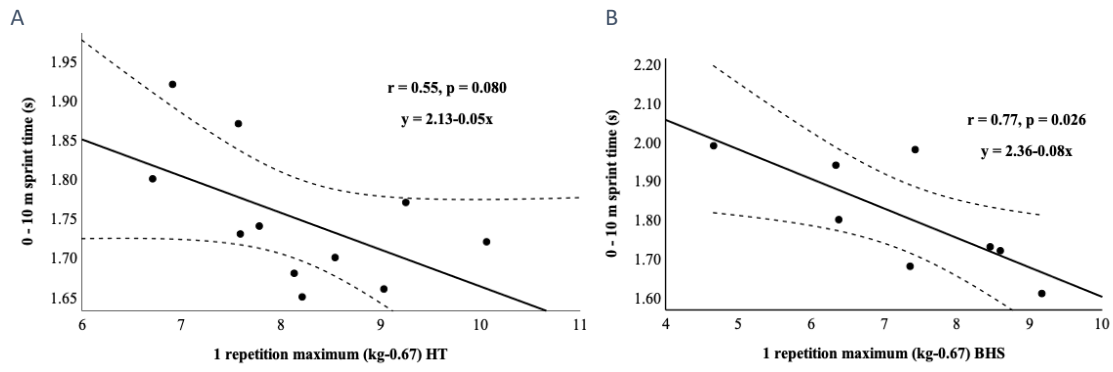 A
1.95
1.90
1.85
1.80
1.75
1.70
1.65
0 - 10 m sprint time (s)
r = 0.55, p = 0.080
y = 2.13-0.05x
6 7 8 9 10 11
1 repetition maximum (kg-0.67) HT
B
2.20
2.10
2.00
1.90
1.80
1.70
1.60
0 - 10 m sprint time (s)
r = 0.77, p = 0.026
y = 2.36-0.08x
4 5 6 7 8 9 10
1 repetition maximum (kg-0.67) BHS